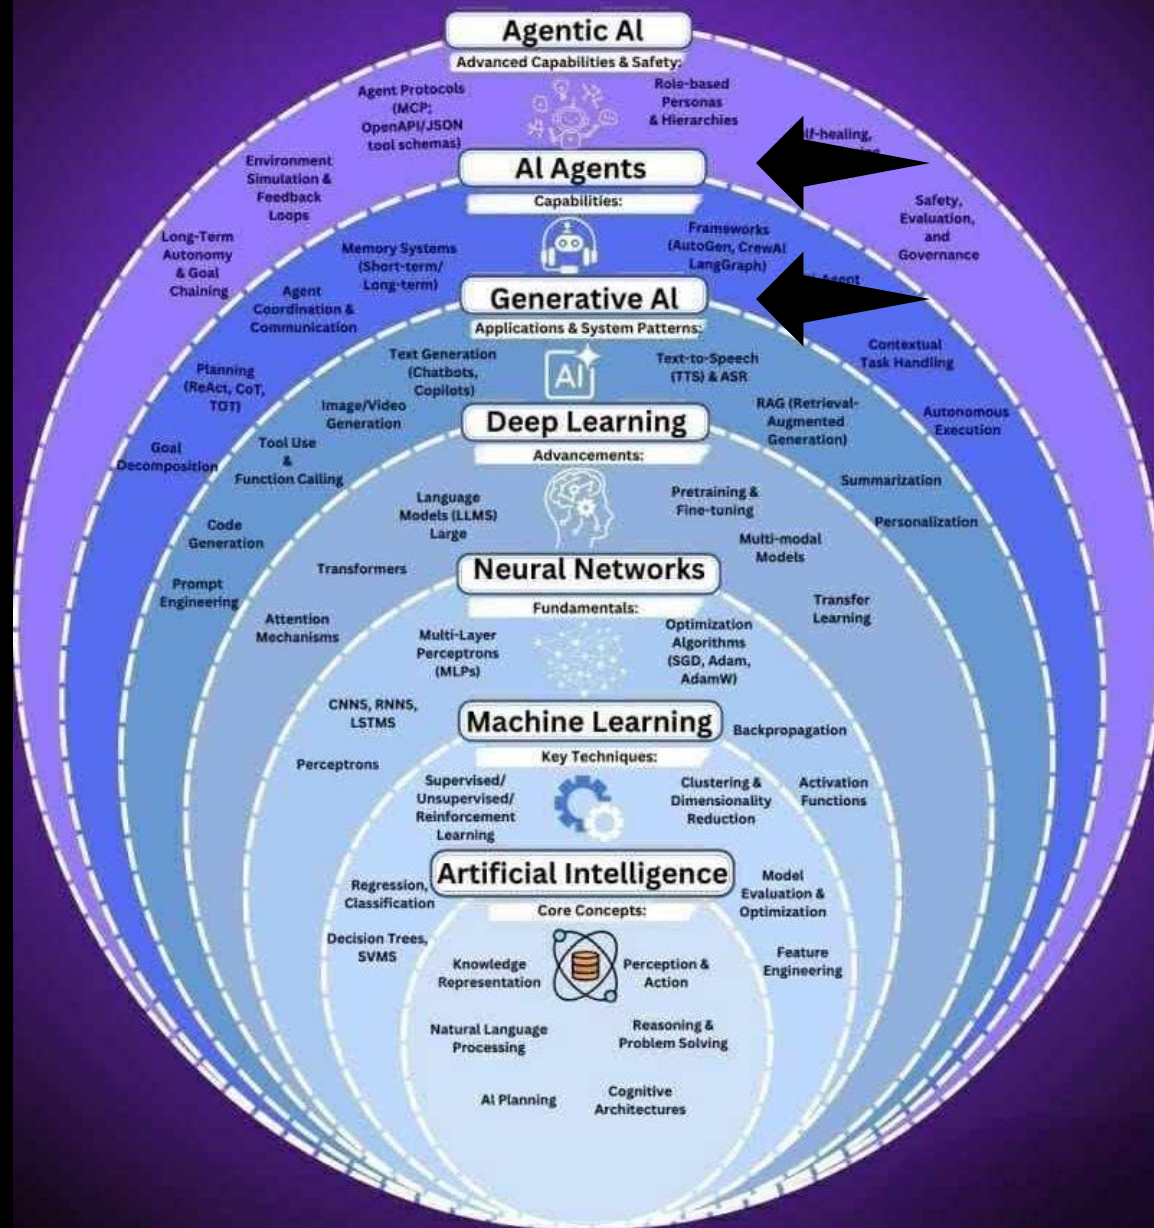 Agentic AI
Advanced Capabilities & Safety:
Agent Protocols
(MCP;
OpenAPI/JSON
tool schemas)
Role-based
Personas
& Hierarchies
Environment
Simulation &
Feedback
Loops
Long-Term
Autonomy
& Goal
Chaining
Safety,
Evaluation,
and
Governance
AI Agents
Capabilities:
Memory Systems
(Short-term/
Long-term)
Frameworks
(AutoGen, CrewAI
LangGraph)
Agent
Coordination &
Communication
Planning
(ReAct, CoT,
TOT)
Goal
Decomposition
Contextual
Task Handling
Autonomous
Execution
Generative AI
Applications & System Patterns:
AI
Text Generation
(Chatbots,
Copilots)
Text-to-Speech
(TTS) & ASR
Image/Video
Generation
RAG (Retrieval-
Augmented
Generation)
Tool Use
&
Function Calling
Summarization
Code
Generation
Personalization
Prompt
Engineering
Deep Learning
Advancements:
Language
Models (LLMS)
Large
Pretraining &
Fine-tuning
Transformers
Multi-modal
Models
Attention
Mechanisms
Transfer
Learning
Neural Networks
Fundamentals:
Multi-Layer
Perceptrons
(MLPs)
Optimization
Algorithms
(SGD, Adam,
AdamW)
CNNS, RNNS,
LSTMS
Backpropagation
Perceptrons
Activation
Functions
Machine Learning
Key Techniques:
Supervised/
Unsupervised/
Reinforcement
Learning
Clustering &
Dimensionality
Reduction
Regression,
Classification
Model
Evaluation &
Optimization
Decision Trees,
SVMS
Feature
Engineering
Artificial Intelligence
Core Concepts:
Knowledge
Representation
Perception &
Action
Natural Language
Processing
Reasoning &
Problem Solving
AI Planning
Cognitive
Architectures